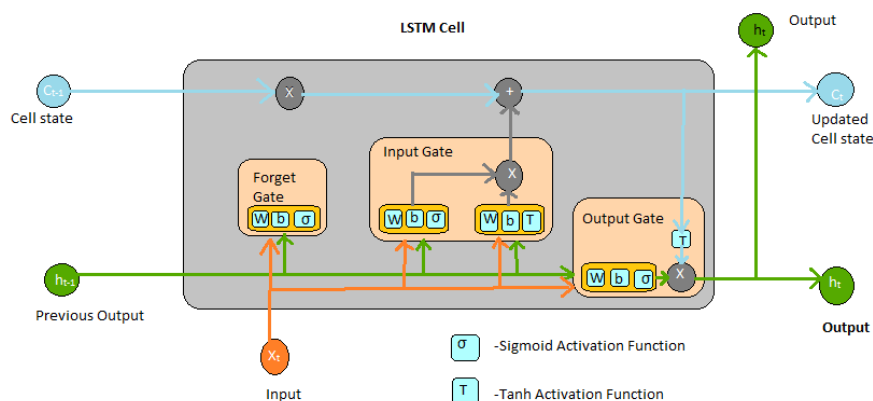 Output
LSTM Cell
ht
Ct-1
X
+
Ct
Cell state
Updated
Cell state
Input Gate
Forget
Gate
X
W b σ
W b σ
W b T
Output Gate
T
ht-1
W b σ
X
ht
Previous Output
Output
Xt
σ -Sigmoid Activation Function
Input
T -Tanh Activation Function